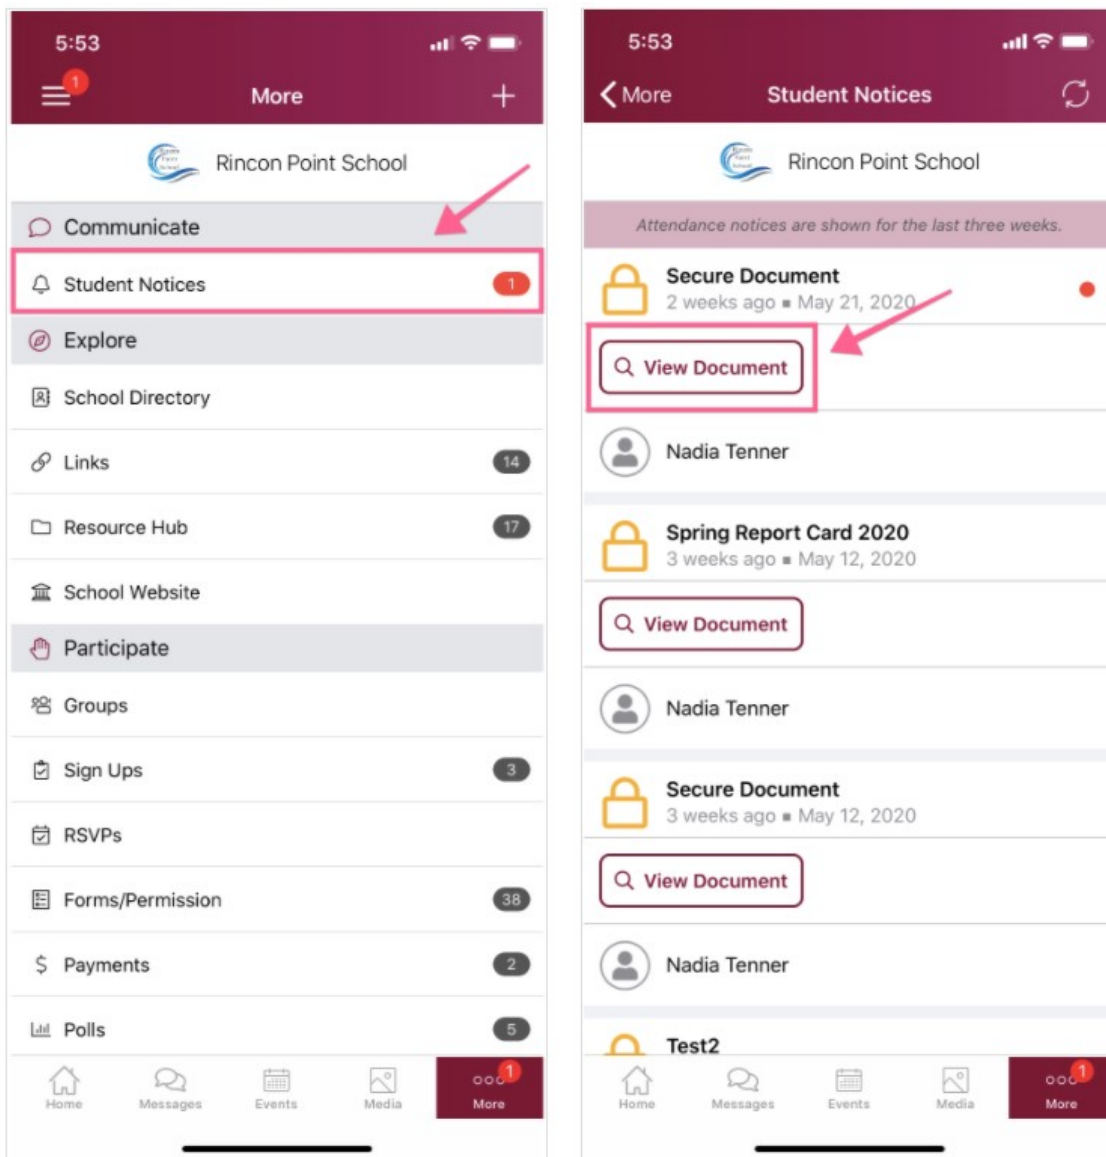 5:53
1
More
Rincon Point School
Communicate
Student Notices 1
Explore
School Directory
Links 14
Resource Hub 17
School Website
Participate
Groups
Sign Ups 3
RSVPs
Forms/Permission 38
$ Payments 2
Polls 5
Home Messages Events Media More 1
5:53
More Student Notices
Rincon Point School
Attendance notices are shown for the last three weeks.
Secure Document
2 weeks ago ▪ May 21, 2020
View Document
Nadia Tenner
Spring Report Card 2020
3 weeks ago ▪ May 12, 2020
View Document
Nadia Tenner
Secure Document
3 weeks ago ▪ May 12, 2020
View Document
Nadia Tenner
Test2
Home Messages Events Media More 1